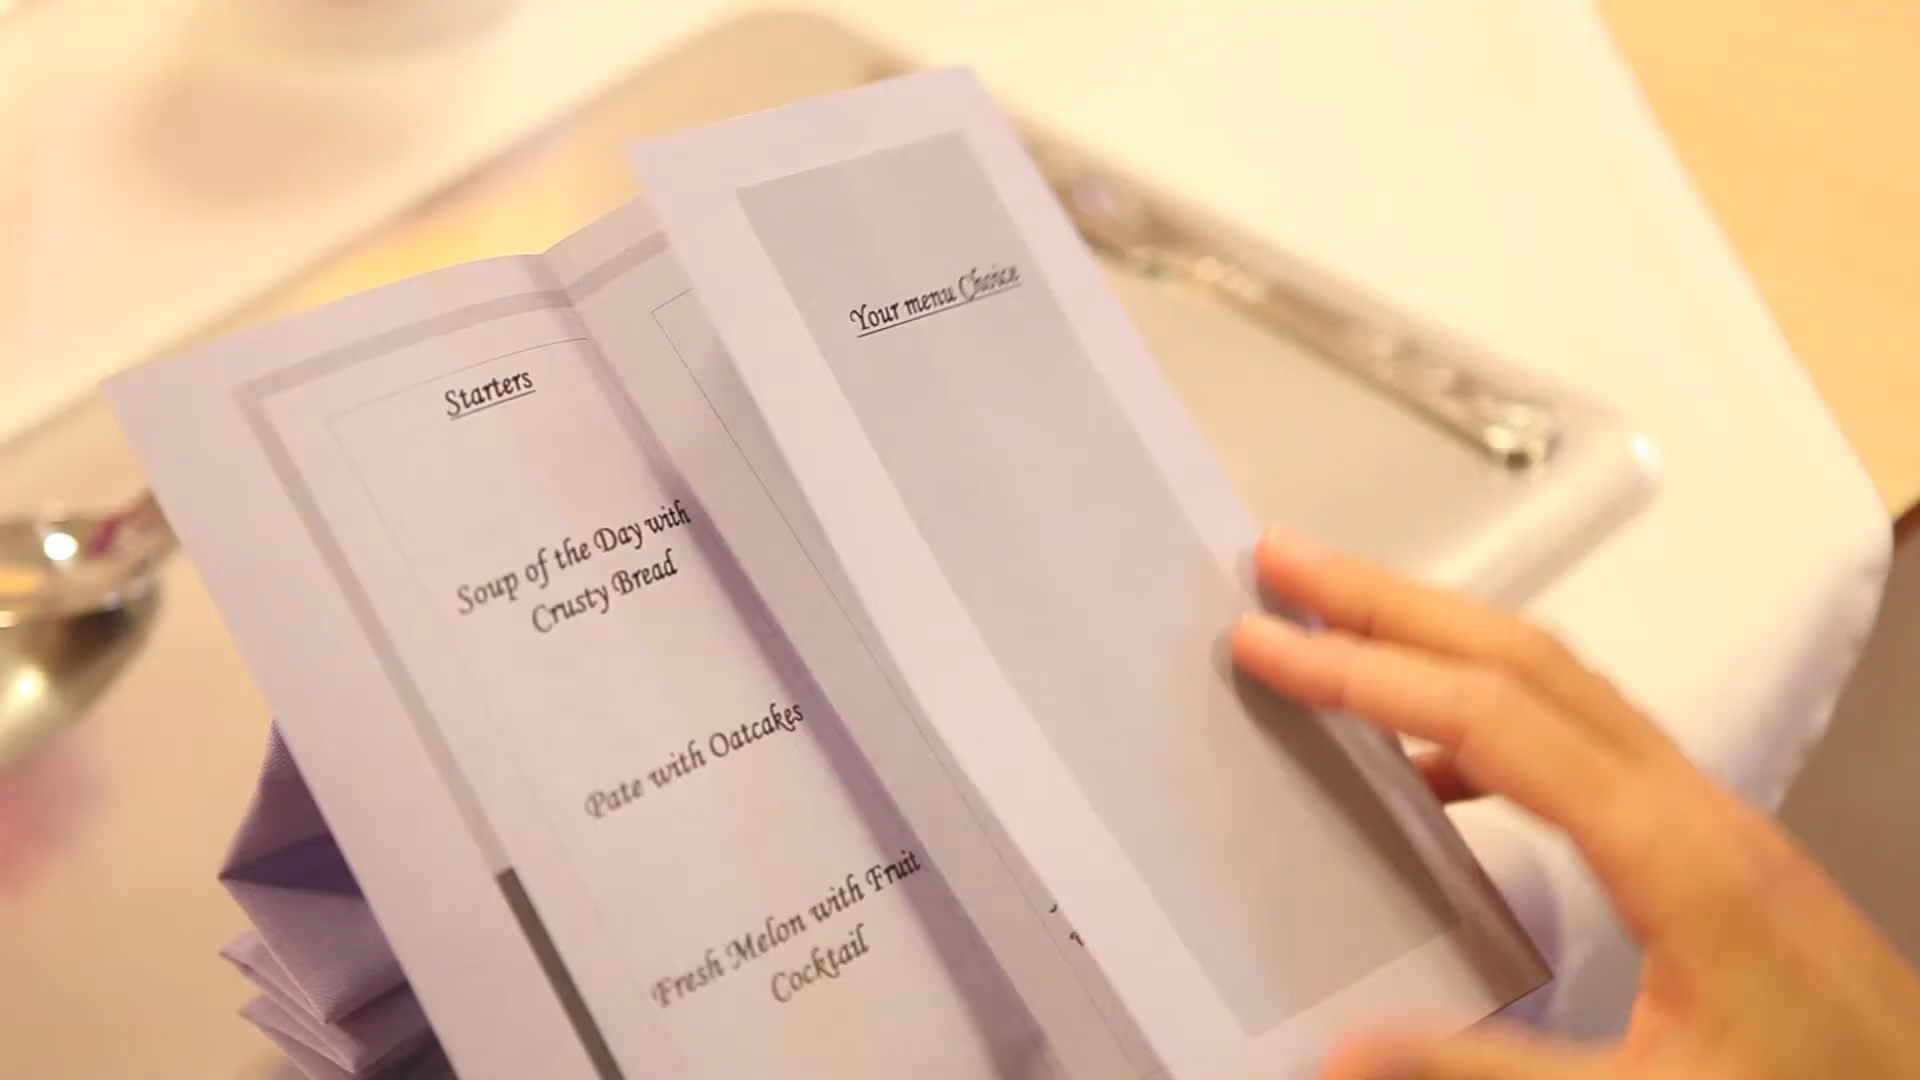 Starters
Soup of the Day with
Crusty Bread
Pate with Oatcakes
Fresh Melon with Fruit
Cocktail
Your menu Choice